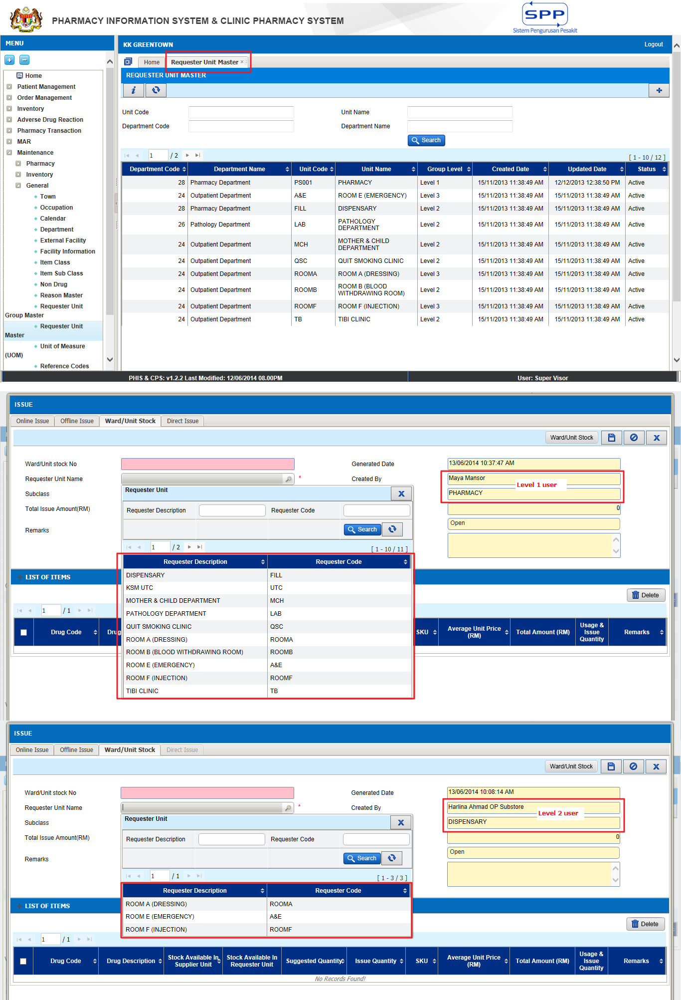 PHARMACY INFORMATION SYSTEM & CLINIC PHARMACY SYSTEM
SPP
Sistem Pengurusan Pesakit
MENU
KK GREENTOWN
Logout
Home
Requester Unit Master
REQUESTER UNIT MASTER
Home
Patient Management
Order Management
Inventory
Adverse Drug Reaction
Pharmacy Transaction
MAR
Maintenance
Pharmacy
Inventory
General
Town
Occupation
Calendar
Department
External Facility
Facility Information
Item Class
Item Sub Class
Non Drug
Reason Master
Requester Unit
Group Master
Requester Unit
Master
Unit of Measure
(UOM)
Reference Codes
Unit Code
Unit Name
Department Code
Department Name
Search
1 / 2
[ 1 - 10 / 12 ]
Department Code Department Name Unit Code Unit Name Group Level Created Date Updated Date Status
28 Pharmacy Department PS001 PHARMACY Level 1 15/11/2013 11:38:49 AM 12/12/2013 12:38:50 PM Active
24 Outpatient Department A&E ROOM E (EMERGENCY) Level 3 15/11/2013 11:38:49 AM 15/11/2013 11:38:49 AM Active
28 Pharmacy Department FILL DISPENSARY Level 2 15/11/2013 11:38:49 AM 15/11/2013 11:38:49 AM Active
26 Pathology Department LAB PATHOLOGY DEPARTMENT Level 2 15/11/2013 11:38:49 AM 15/11/2013 11:38:49 AM Active
24 Outpatient Department MCH MOTHER & CHILD DEPARTMENT Level 2 15/11/2013 11:38:49 AM 15/11/2013 11:38:49 AM Active
24 Outpatient Department QSC QUIT SMOKING CLINIC Level 2 15/11/2013 11:38:49 AM 15/11/2013 11:38:49 AM Active
24 Outpatient Department ROOMA ROOM A (DRESSING) Level 3 15/11/2013 11:38:49 AM 15/11/2013 11:38:49 AM Active
24 Outpatient Department ROOMB ROOM B (BLOOD WITHDRAWING ROOM) Level 2 15/11/2013 11:38:49 AM 15/11/2013 11:38:49 AM Active
24 Outpatient Department ROOMF ROOM F (INJECTION) Level 3 15/11/2013 11:38:49 AM 15/11/2013 11:38:49 AM Active
24 Outpatient Department TB TIBI CLINIC Level 2 15/11/2013 11:38:49 AM 15/11/2013 11:38:49 AM Active
PHIS & CPS: v1.2.2 Last Modified: 12/06/2014 08.00PM
User: Super Visor
ISSUE
Online Issue Offline Issue Ward/Unit Stock Direct Issue
Ward/Unit Stock
Ward/Unit stock No
Generated Date 13/06/2014 10:37:47 AM
Requester Unit Name *
Created By Maya Mansor
Level 1 user
Subclass
PHARMACY
Total Issue Amount(RM)
0
Open
Remarks
Requester Unit
Requester Description
Requester Code
Search
1 / 2
[ 1 - 10 / 11 ]
Requester Description Requester Code
DISPENSARY FILL
KSM UTC UTC
MOTHER & CHILD DEPARTMENT MCH
PATHOLOGY DEPARTMENT LAB
QUIT SMOKING CLINIC QSC
ROOM A (DRESSING) ROOMA
ROOM B (BLOOD WITHDRAWING ROOM) ROOMB
ROOM E (EMERGENCY) A&E
ROOM F (INJECTION) ROOMF
TIBI CLINIC TB
LIST OF ITEMS
Delete
1 / 1
Drug Code Drug SKU Average Unit Price (RM) Total Amount (RM) Usage & Issue Quantity Remarks
ISSUE
Online Issue Offline Issue Ward/Unit Stock Direct Issue
Ward/Unit Stock
Ward/Unit stock No
Generated Date 13/06/2014 10:08:14 AM
Requester Unit Name *
Created By Harlina Ahmad OP Substore
Level 2 user
Subclass
DISPENSARY
Total Issue Amount(RM)
0
Open
Remarks
Requester Unit
Requester Description
Requester Code
Search
1 / 1
[ 1 - 3 / 3 ]
Requester Description Requester Code
ROOM A (DRESSING) ROOMA
ROOM E (EMERGENCY) A&E
ROOM F (INJECTION) ROOMF
LIST OF ITEMS
Delete
1 / 1
Drug Code Drug Description Stock Available In Supplier Unit Stock Available In Requester Unit Suggested Quantity Issue Quantity SKU Average Unit Price (RM) Total Amount (RM) Usage & Issue Quantity Remarks
No Records Found!